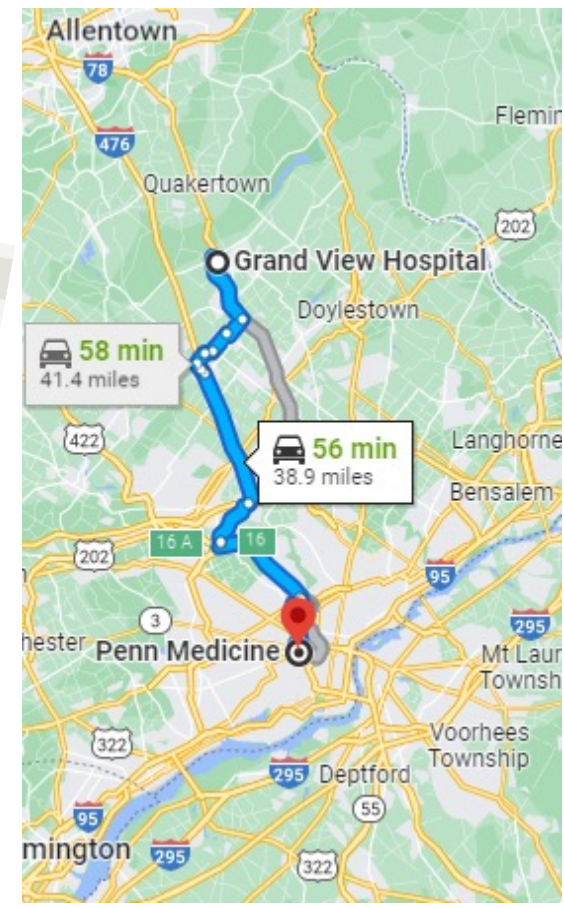 Allentown
78
476
Flemin
Quakertown
202
Grand View Hospital
Doylestown
58 min
41.4 miles
422
56 min
38.9 miles
Langhorne
Bensalem
16 A
16
202
95
3
295
hester
Penn Medicine
Mt Laur
Townsh
322
Voorhees
Township
295
Deptford
55
95
mington
295
322